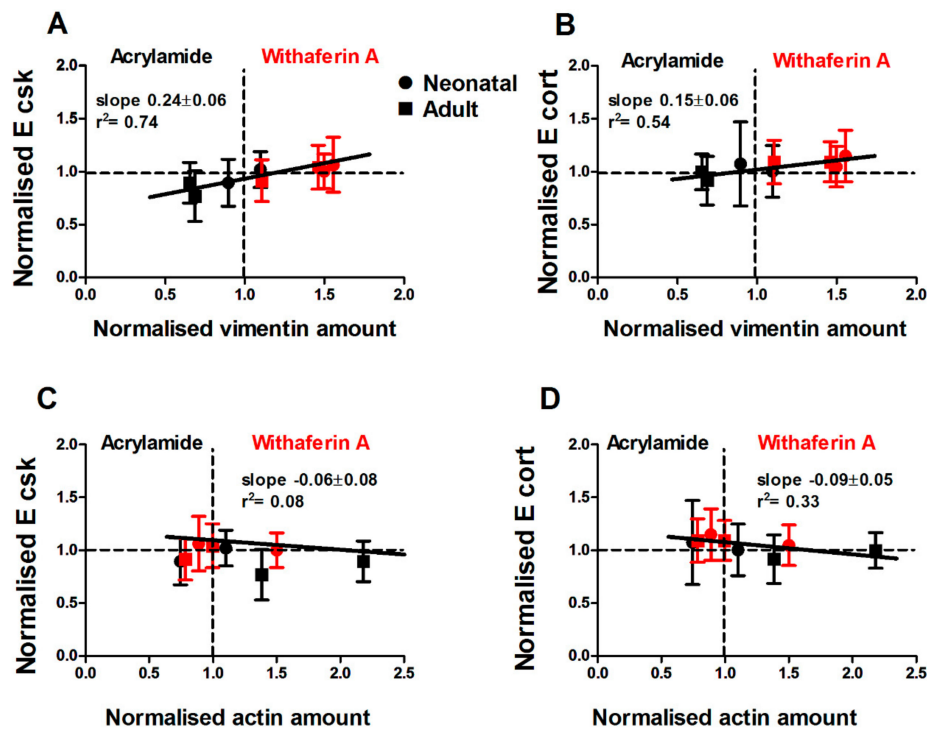 A
Acrylamide
Withaferin A
Normalised E csk
2.0
1.5
1.0
0.5
0.0
slope 0.24±0.06
r²= 0.74
Neonatal
Adult
0.0 0.5 1.0 1.5 2.0
Normalised vimentin amount
B
Acrylamide
Withaferin A
Normalised E cort
2.0
1.5
1.0
0.5
0.0
slope 0.15±0.06
r²= 0.54
0.0 0.5 1.0 1.5 2.0
Normalised vimentin amount
C
Acrylamide
Withaferin A
Normalised E csk
2.0
1.5
1.0
0.5
0.0
slope -0.06±0.08
r²= 0.08
0.0 0.5 1.0 1.5 2.0 2.5
Normalised actin amount
D
Acrylamide
Withaferin A
Normalised E cort
2.0
1.5
1.0
0.5
0.0
slope -0.09±0.05
r²= 0.33
0.0 0.5 1.0 1.5 2.0 2.5
Normalised actin amount